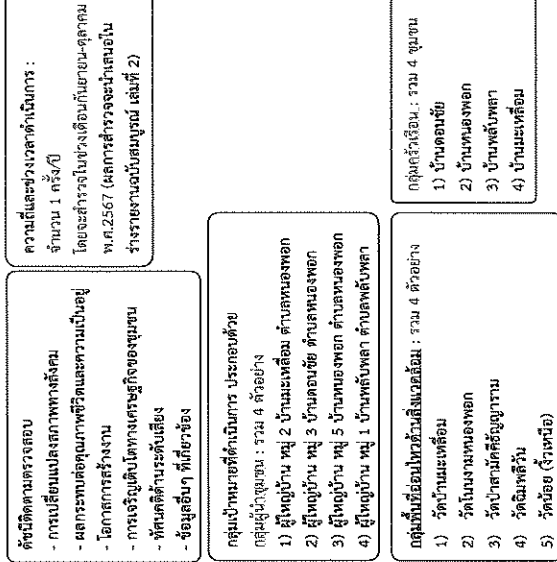 ดัชนีติดตามตรวจสอบ
- การเปลี่ยนแปลงสภาพทางสังคม
- ผลกระทบต่อคุณภาพชีวิตและความเป็นอยู่
- โอกาสการสร้างงาน
- การเจริญเติบโตทางเศรษฐกิจของชุมชน
- ทัศนคติด้านระดับเสียง
- ข้อมูลอื่นๆ ที่เกี่ยวข้อง
ความถี่และช่วงเวลาดำเนินการ :
จำนวน 1 ครั้ง/ปี
โดยจะสำรวจในช่วงเดือนกันยายน-ตุลาคม
พ.ศ.2567 (ผลการสำรวจจะนำเสนอใน
ร่างรายงานฉบับสมบูรณ์ เล่มที่ 2)
กลุ่มเป้าหมายที่ดำเนินการ ประกอบด้วย
กลุ่มผู้นำชุมชน : รวม 4 ตัวอย่าง
1) ผู้ใหญ่บ้าน หมู่ 2 บ้านมะเหลื่อม ตำบลหนองพอก
2) ผู้ใหญ่บ้าน หมู่ 3 บ้านดอนชัย ตำบลหนองพอก
3) ผู้ใหญ่บ้าน หมู่ 5 บ้านหนองพอก ตำบลหนองพอก
4) ผู้ใหญ่บ้าน หมู่ 1 บ้านพลับพลา ตำบลพลับพลา
กลุ่มพื้นที่อ่อนไหวด้านสิ่งแวดล้อม : รวม 4 ตัวอย่าง
1) วัดบ้านมะเหลื่อม
2) วัดโนนงามหนองพอก
3) วัดป่าสามัคคีธัญญาราม
4) วัดฉิมพลีวัน
5) วัดน้อย (งิ้วเหนือ)
กลุ่มครัวเรือน : รวม 4 ชุมชน
1) บ้านดอนชัย
2) บ้านหนองพอก
3) บ้านพลับพลา
4) บ้านมะเหลื่อม